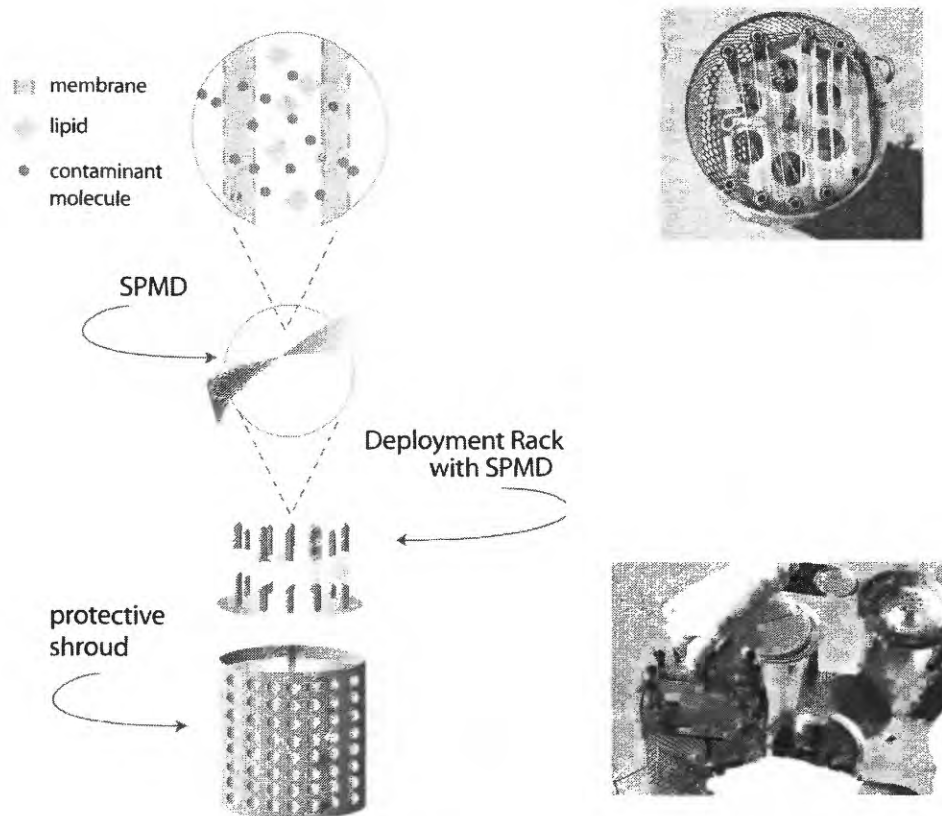 membrane
lipid
contaminant
molecule
SPMD
Deployment Rack
with SPMD
protective
shroud